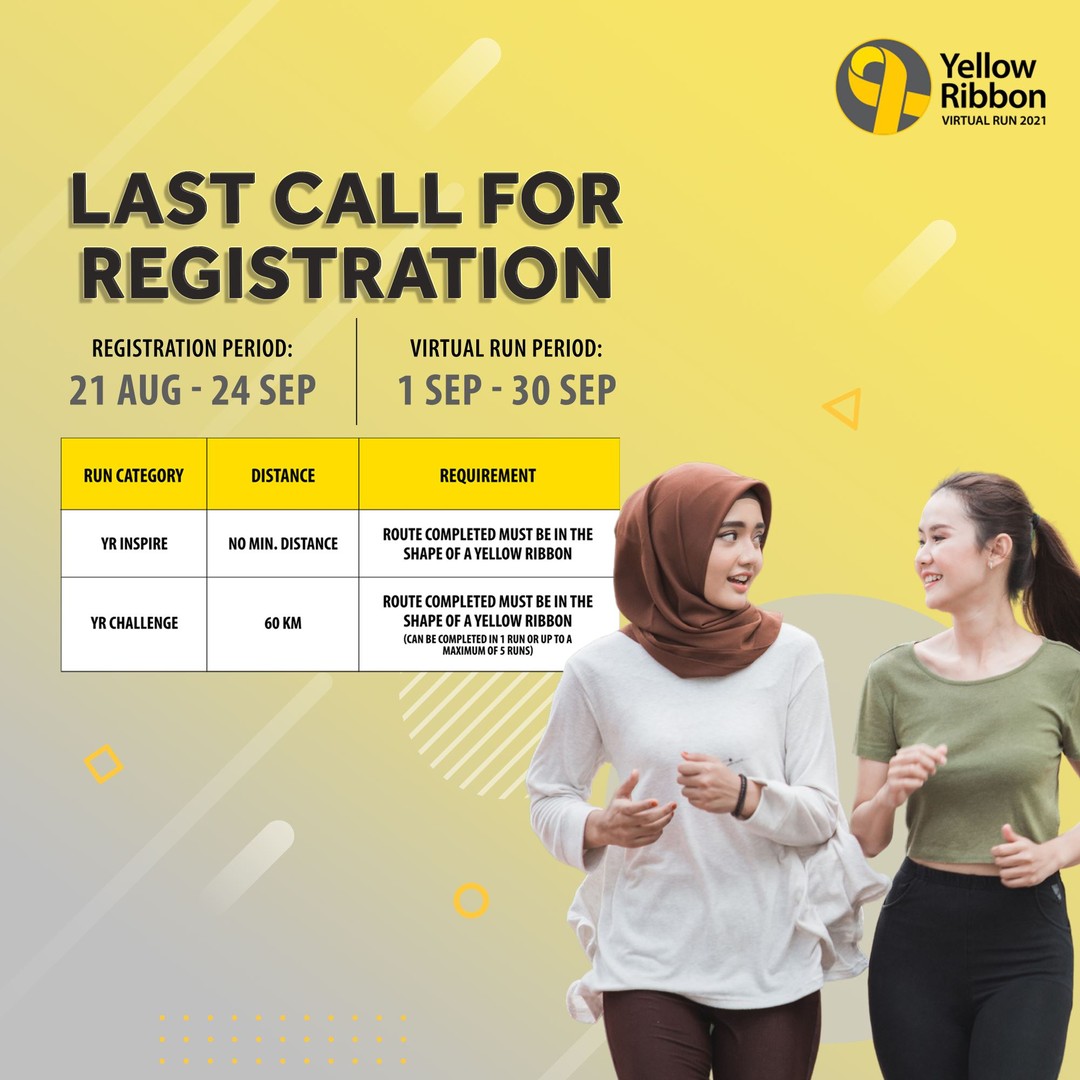 Yellow
Ribbon
VIRTUAL RUN 2021
LAST CALL FOR
REGISTRATION
REGISTRATION PERIOD:
21 AUG - 24 SEP
VIRTUAL RUN PERIOD:
1 SEP - 30 SEP
RUN CATEGORY
DISTANCE
REQUIREMENT
YR INSPIRE
NO MIN. DISTANCE
ROUTE COMPLETED MUST BE IN THE
SHAPE OF A YELLOW RIBBON
YR CHALLENGE
60 KM
ROUTE COMPLETED MUST BE IN THE
SHAPE OF A YELLOW RIBBON
(CAN BE COMPLETED IN 1 RUN OR UP TO A
MAXIMUM OF 5 RUNS)